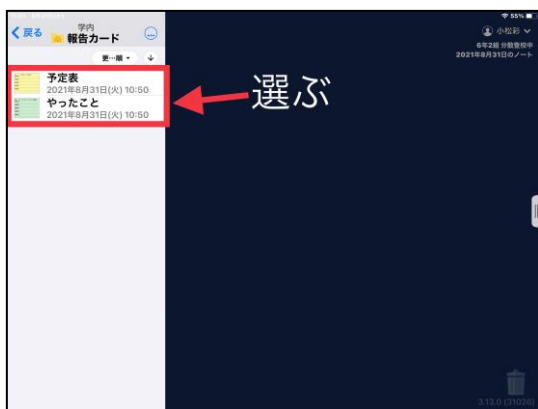 55%
戻る
学内
報告カード
小松彩
6年2組 分散登校中
2021年8月31日のノート
更…順
予定表
2021年8月31日(火) 10:50
やったこと
2021年8月31日(火) 10:50
選ぶ
3.13.0 (31026)